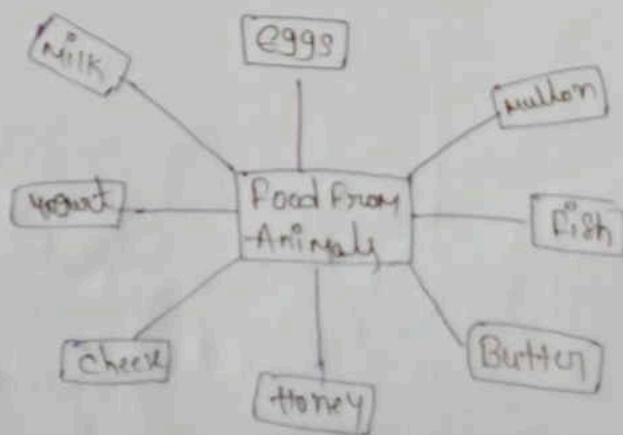 Milk
eggs
Mutton
Yogurt
Food From
Animals
Fish
Cheese
Honey
Butter